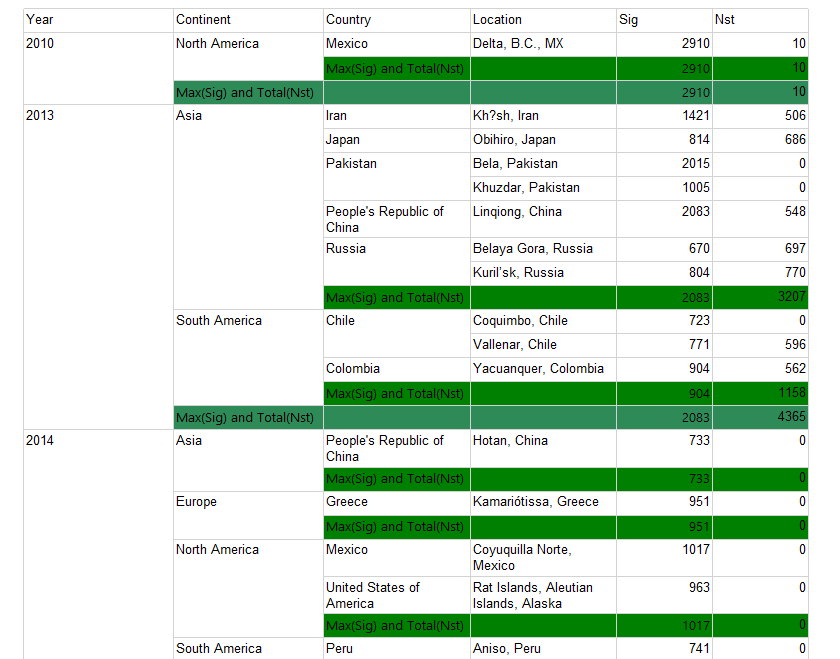 Year Continent Country Location Sig Nst
2010 North America Mexico Delta, B.C., MX 2910 10
Max(Sig) and Total(Nst) 2910 10
Max(Sig) and Total(Nst) 2910 10
2013 Asia Iran Kh?sh, Iran 1421 506
Japan Obihiro, Japan 814 686
Pakistan Bela, Pakistan 2015 0
Khuzdar, Pakistan 1005 0
People's Republic of Linqiong, China 2083 548
China
Russia Belaya Gora, Russia 670 697
Kuril'sk, Russia 804 770
Max(Sig) and Total(Nst) 2083 3207
South America Chile Coquimbo, Chile 723 0
Vallenar, Chile 771 596
Colombia Yacuanquer, Colombia 904 562
Max(Sig) and Total(Nst) 904 1158
Max(Sig) and Total(Nst) 2083 4365
2014 Asia People's Republic of Hotan, China 733 0
China
Max(Sig) and Total(Nst) 733 0
Europe Greece Kamariótissa, Greece 951 0
Max(Sig) and Total(Nst) 951 0
North America Mexico Coyuquilla Norte, 1017 0
Mexico
United States of Rat Islands, Aleutian 963 0
America Islands, Alaska
Max(Sig) and Total(Nst) 1017 0
South America Peru Aniso, Peru 741 0